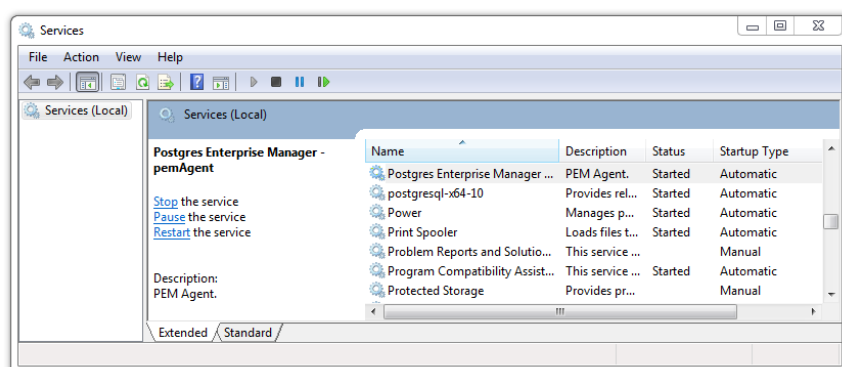 Services
File Action View Help
Services (Local)
Services (Local)
Postgres Enterprise Manager -
pemAgent
Stop the service
Pause the service
Restart the service
Description:
PEM Agent.
Name Description Status Startup Type
Postgres Enterprise Manager ... PEM Agent. Started Automatic
postgresql-x64-10 Provides rel... Started Automatic
Power Manages p... Started Automatic
Print Spooler Loads files t... Started Automatic
Problem Reports and Solutio... This service ... Manual
Program Compatibility Assist... This service ... Started Automatic
Protected Storage Provides pr... Manual
Extended Standard